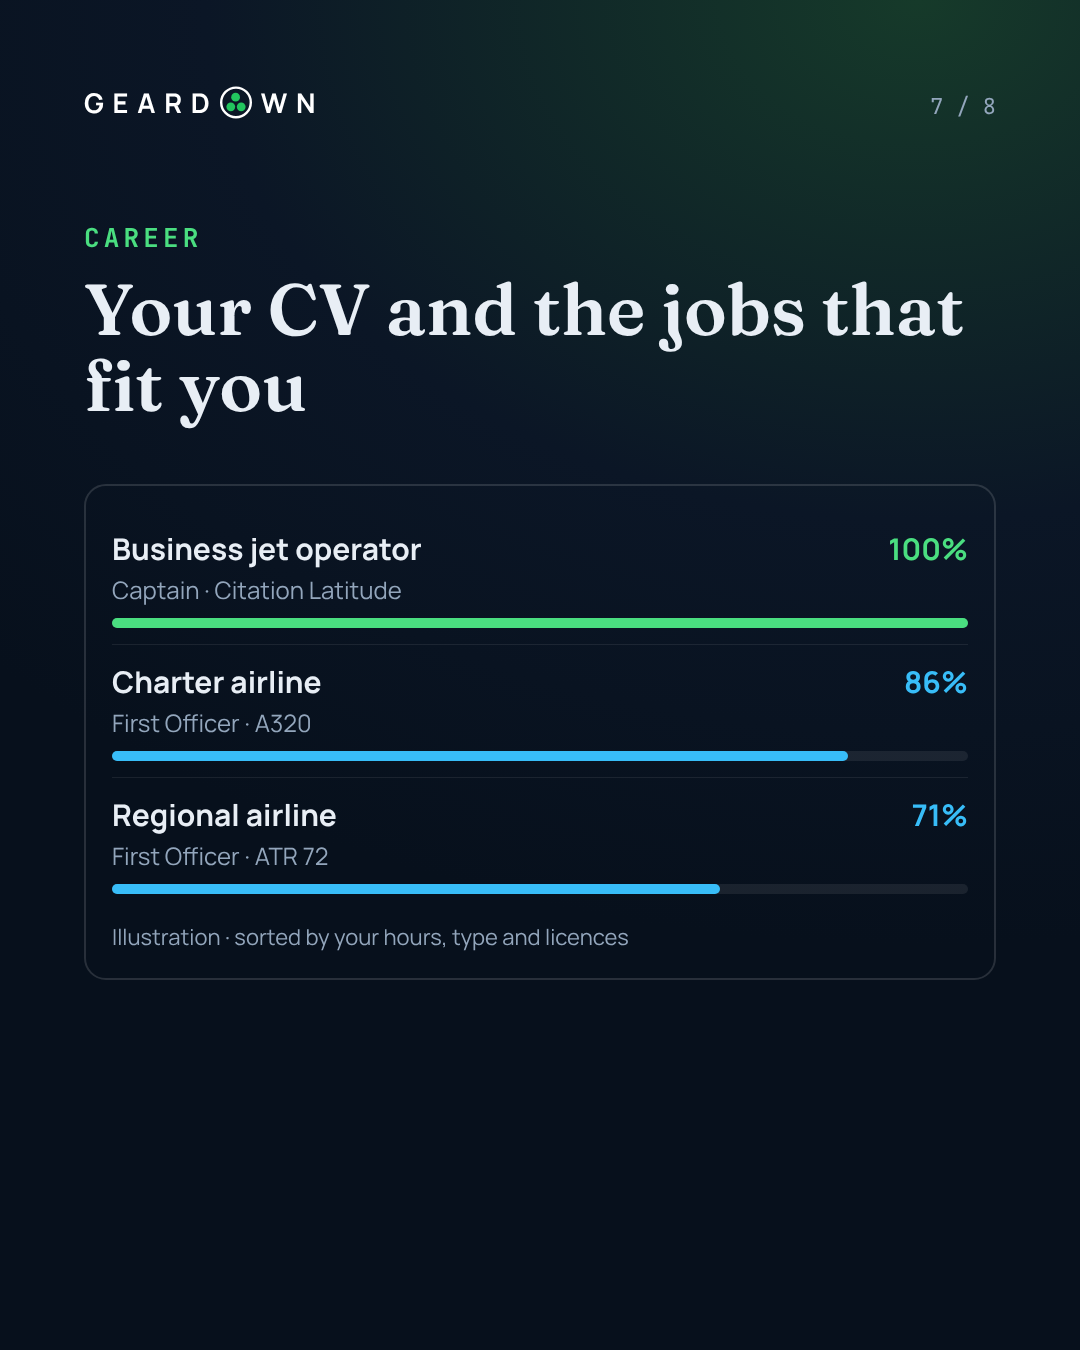 GEARDOWN
7 / 8
CAREER
Your CV and the jobs that
fit you
Business jet operator
100%
Captain · Citation Latitude
Charter airline
86%
First Officer · A320
Regional airline
71%
First Officer · ATR 72
Illustration · sorted by your hours, type and licences